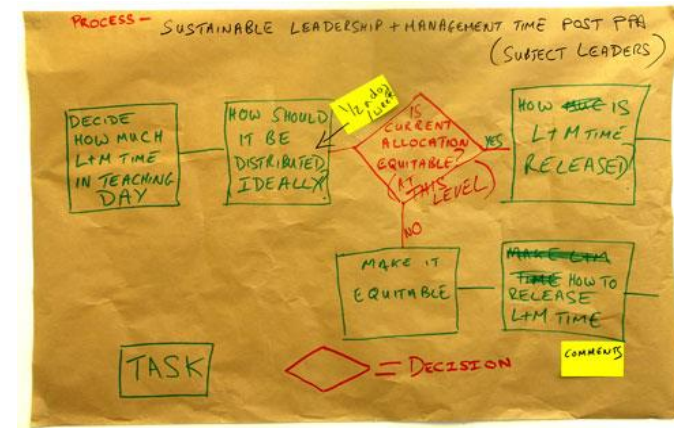 PROCESS - SUSTAINABLE LEADERSHIP + MANAGEMENT TIME POST PPA
(SUBJECT LEADERS)
DECIDE
HOW MUCH
L+M TIME
IN TEACHING
DAY
HOW SHOULD
IT BE
DISTRIBUTED
IDEALLY?
1/2 a day
/week
IS
CURRENT
ALLOCATION
EQUITABLE?
(AT THIS
LEVEL)
YES
HOW IS
L+M TIME
RELEASED
NO
MAKE IT
EQUITABLE
MAKE L+M
TIME HOW TO
RELEASE
L+M TIME
COMMENTS
TASK
= DECISION